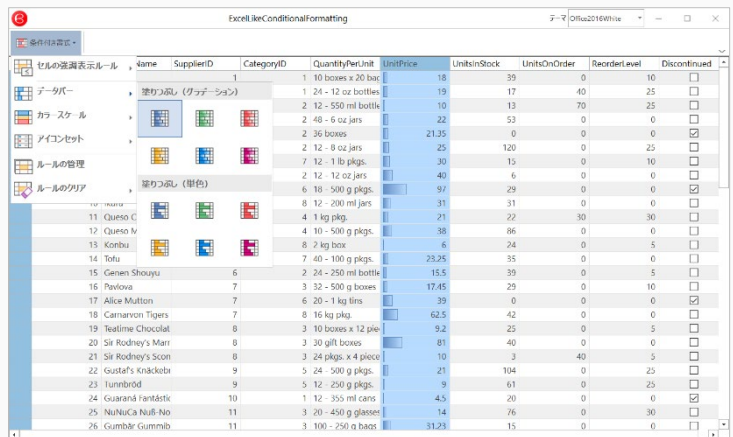 ExcelLikeConditionalFormatting
テーマ Office2016White
条件付き書式
セルの強調表示ルール
データバー
カラースケール
アイコンセット
ルールの管理
ルールのクリア
塗りつぶし (グラデーション)
塗りつぶし (単色)
Name SupplierID CategoryID QuantityPerUnit UnitPrice UnitsInStock UnitsOnOrder ReorderLevel Discontinued
1 1 10 boxes x 20 bag 18 39 0 10
1 24 - 12 oz bottles 19 17 40 25
2 12 - 550 ml bottle 10 13 70 25
2 48 - 6 oz jars 22 53 0 0
2 36 boxes 21.35 0 0 0
2 12 - 8 oz jars 25 120 0 25
7 12 - 1 lb pkgs. 30 15 0 10
2 12 - 12 oz jars 40 6 0 0
6 18 - 500 g pkgs. 97 29 0 0
10 Ikura 8 12 - 200 ml jars 31 31 0 0
11 Queso C 4 1 kg pkg. 21 22 30 30
12 Queso M 4 10 - 500 g pkgs. 38 86 0 0
13 Konbu 8 2 kg box 6 24 0 5
14 Tofu 7 40 - 100 g pkgs. 23.25 35 0 0
15 Genen Shouyu 6 2 24 - 250 ml bottle 15.5 39 0 5
16 Pavlova 7 3 32 - 500 g boxes 17.45 29 0 10
17 Alice Mutton 7 6 20 - 1 kg tins 39 0 0 0
18 Carnarvon Tigers 7 8 16 kg pkg. 62.5 42 0 0
19 Teatime Chocolat 8 3 10 boxes x 12 pie 9.2 25 0 5
20 Sir Rodney's Marr 8 3 30 gift boxes 81 40 0 0
21 Sir Rodney's Scon 8 3 24 pkgs. x 4 piece 10 3 40 5
22 Gustaf's Knäckebr 9 5 24 - 500 g pkgs. 21 104 0 25
23 Tunnbröd 9 5 12 - 250 g pkgs. 9 61 0 25
24 Guaraná Fantástic 10 1 12 - 355 ml cans 4.5 20 0 0
25 NuNuCa Nuß-No 11 3 20 - 450 g glasses 14 76 0 30
26 Gumbär Gummib 11 3 100 - 250 g bags 31.23 15 0 0